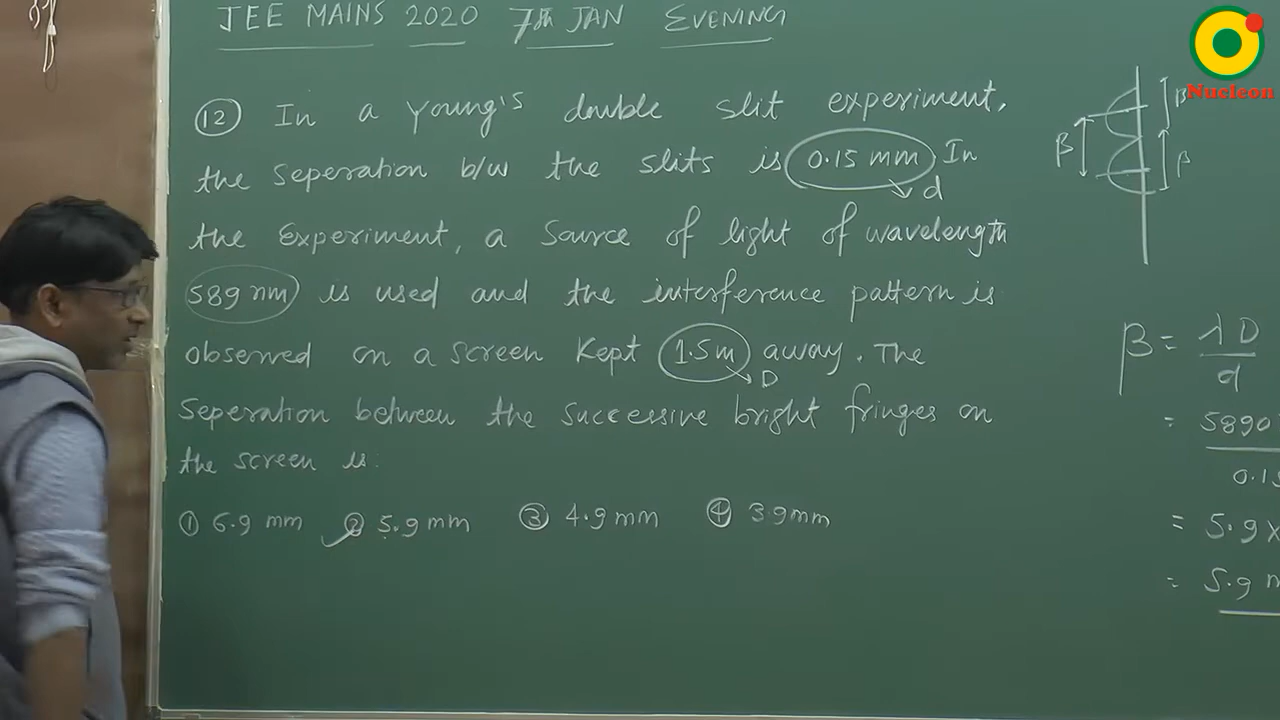 JEE MAINS 2020 7th JAN EVENING
Nucleon
(12) In a Young's double slit experiment,
the seperation b/w the slits is 0.15 mm In
d
the Experiment, a Source of light of wavelength
589 nm is used and the interference pattern is
observed on a screen Kept 1.5m away. The
D
Seperation between the successive bright fringes on
the screen is:
① 6.9 mm ② 5.9 mm ③ 4.9 mm ④ 3.9 mm
β
β
β
β = λD
d
= 5890
0.15
= 5.9 x
= 5.9